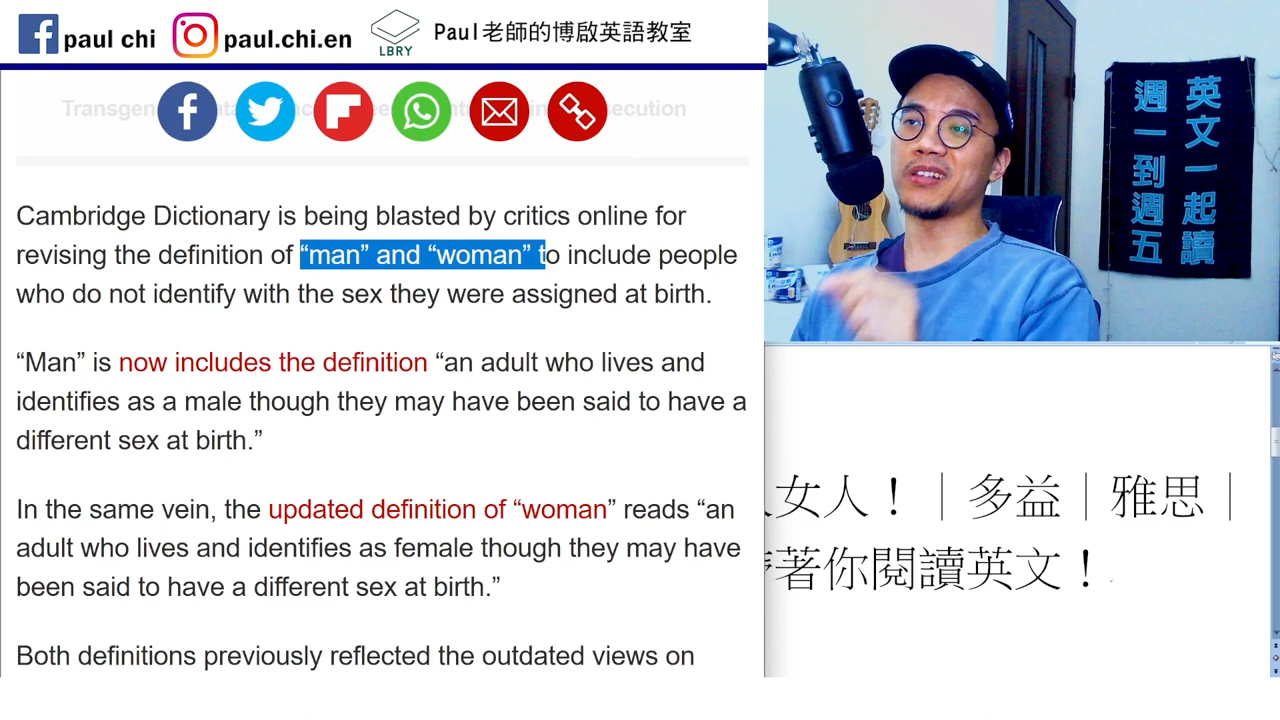 paul chi
paul.chi.en
LBRY
Paul老師的博啟英語教室
Cambridge Dictionary is being blasted by critics online for
revising the definition of “man” and “woman” to include people
who do not identify with the sex they were assigned at birth.
“Man” is now includes the definition “an adult who lives and
identifies as a male though they may have been said to have a
different sex at birth.”
In the same vein, the updated definition of “woman” reads “an
adult who lives and identifies as female though they may have
been said to have a different sex at birth.”
Both definitions previously reflected the outdated views on
英文一起讀
週一到週五
女人！｜多益｜雅思｜
著你閱讀英文！